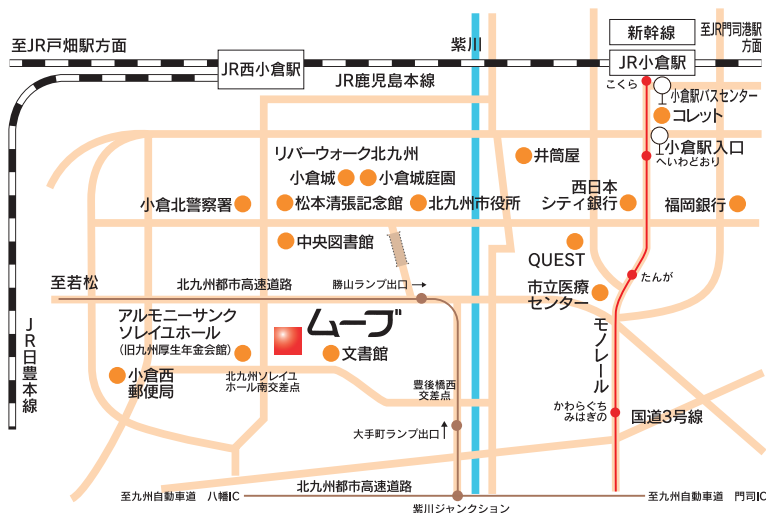 新幹線
至JR門司港駅
方面
至JR戸畑駅方面
紫川
JR西小倉駅
JR小倉駅
JR鹿児島本線
こくら
小倉駅バスセンター
コレット
小倉駅入口
へいわどおり
リバーウォーク北九州
井筒屋
小倉城
小倉城庭園
西日本
シティ銀行
小倉北警察署
松本清張記念館
北九州市役所
福岡銀行
中央図書館
QUEST
たんが
至若松
北九州都市高速道路
勝山ランプ出口→
市立医療
センター
アルモニーサンク
ソレイユホール
(旧九州厚生年金会館)
ムーブ
文書館
モノレール
JR日豊本線
小倉西
郵便局
北九州ソレイユ
ホール南交差点
豊後橋西
交差点
かわらぐち
みはぎの
国道3号線
大手町ランプ出口↑
北九州都市高速道路
至九州自動車道 八幡IC
至九州自動車道 門司IC
紫川ジャンクション